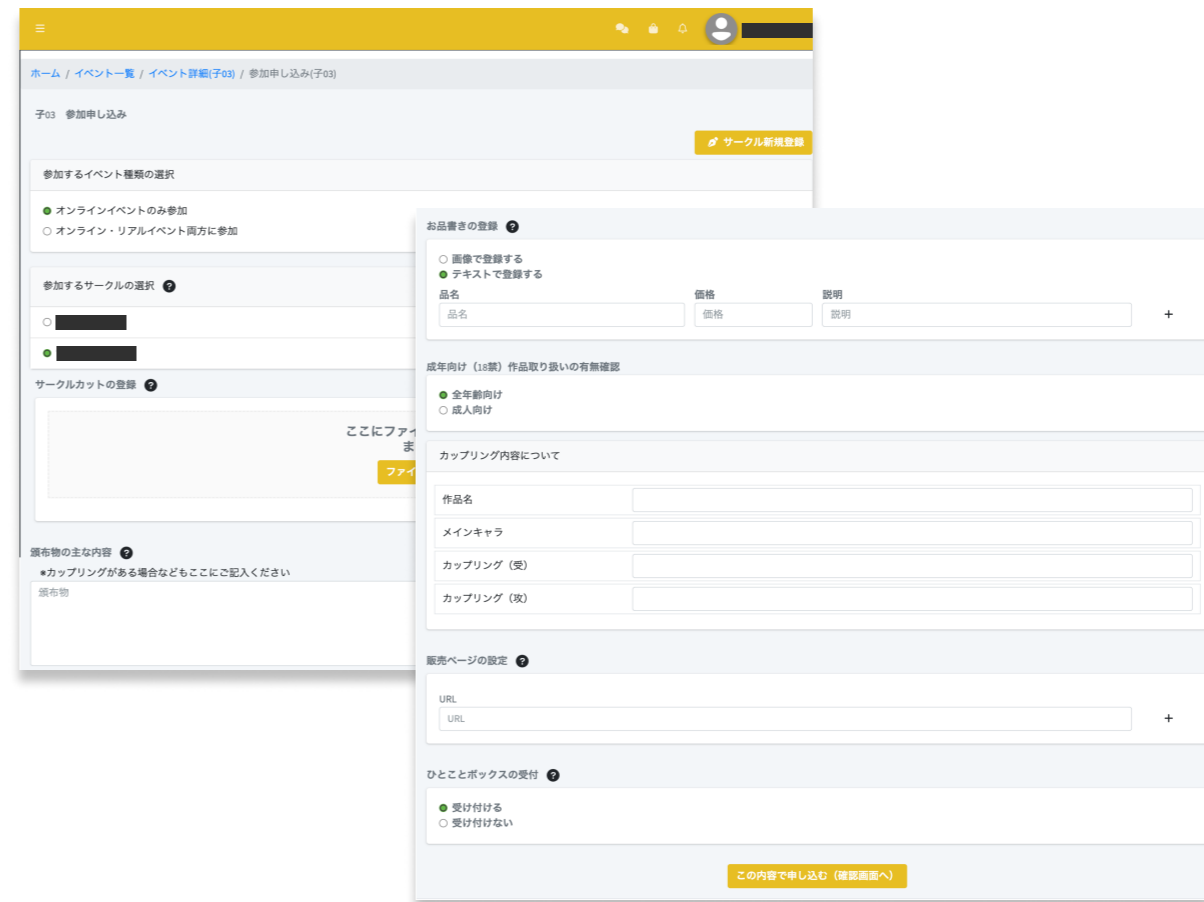 ホーム / イベント一覧 / イベント詳細(子03) / 参加申し込み(子03)
子03 参加申し込み
サークル新規登録
参加するイベント種類の選択
オンラインイベントのみ参加
オンライン・リアルイベント両方に参加
参加するサークルの選択 ?
サークルカットの登録 ?
ここにファイ
ま
ファイ
頒布物の主な内容 ?
*カップリングがある場合などもここにご記入ください
頒布物
お品書きの登録 ?
画像で登録する
テキストで登録する
品名 価格 説明
品名 価格 説明 +
成年向け(18禁)作品取り扱いの有無確認
全年齢向け
成人向け
カップリング内容について
作品名
メインキャラ
カップリング(受)
カップリング(攻)
販売ページの設定 ?
URL
URL +
ひとことボックスの受付 ?
受け付ける
受け付けない
この内容で申し込む(確認画面へ)